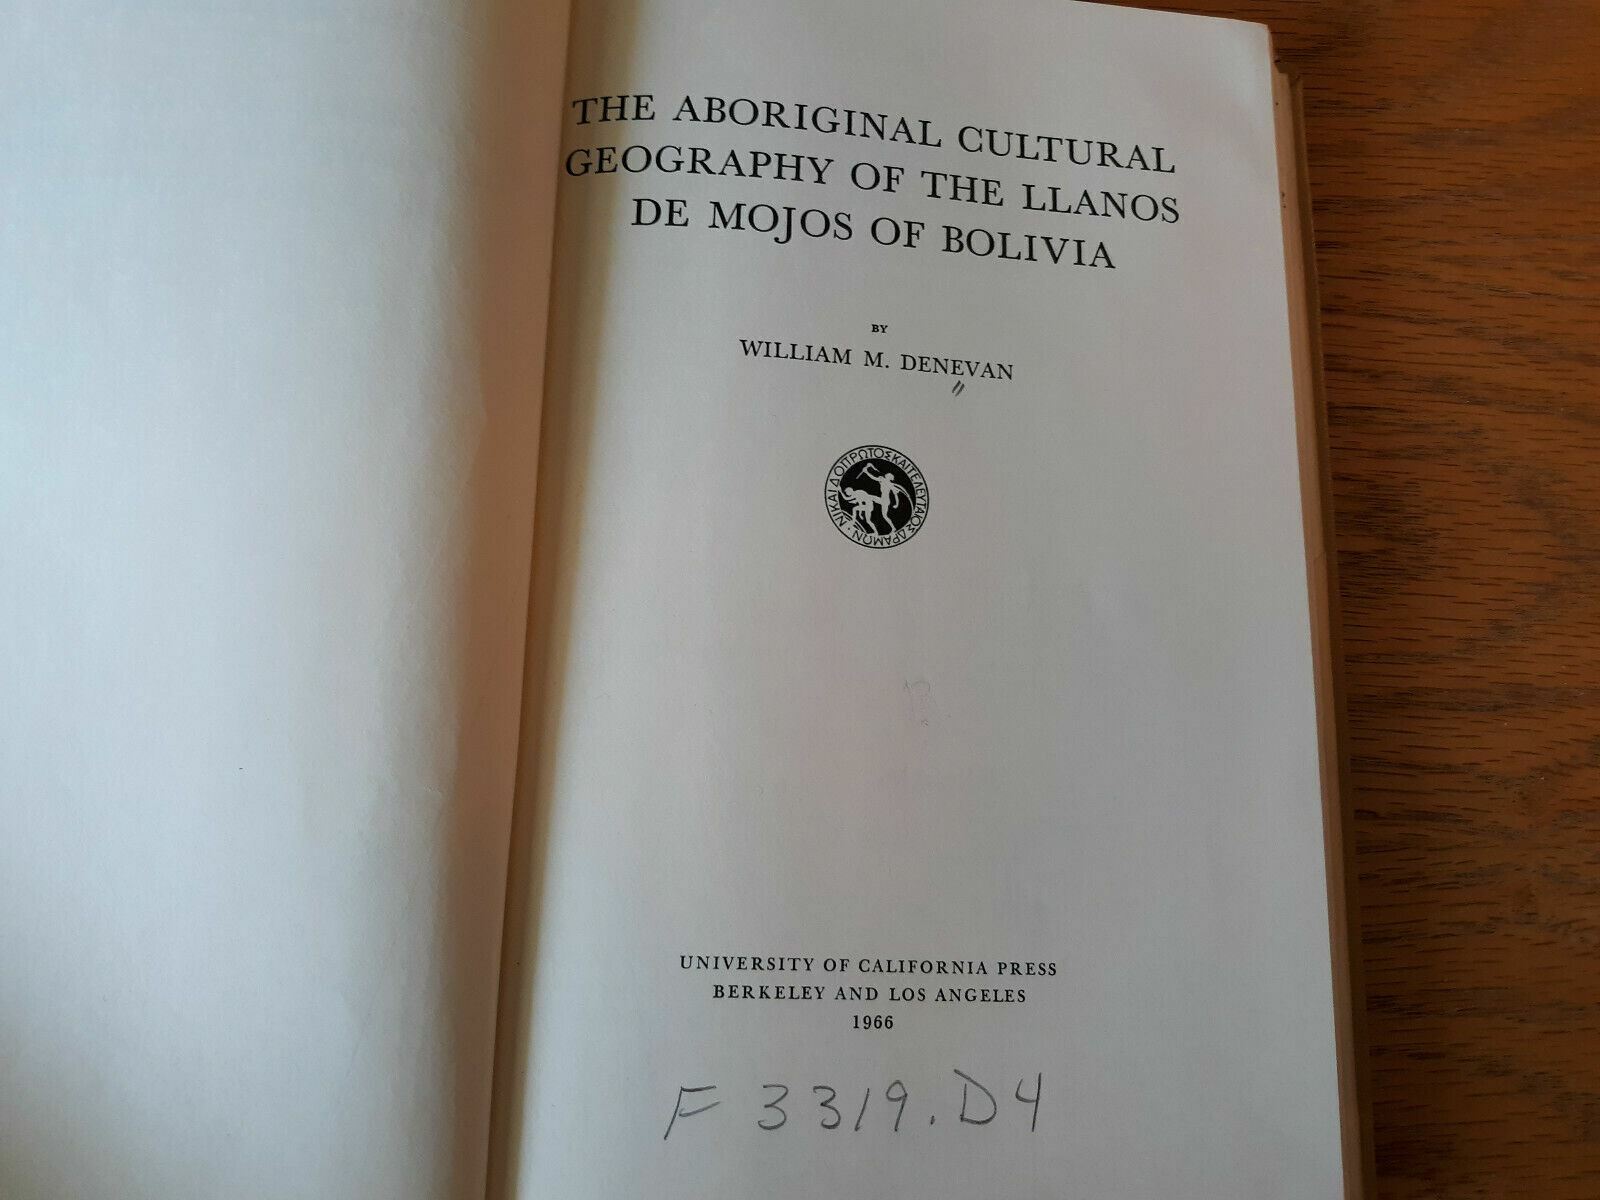 THE ABORIGINAL CULTURAL
GEOGRAPHY OF THE LLANOS
DE MOJOS OF BOLIVIA
BY
WILLIAM M. DENEVAN
ΝΙΚΑΙΔΟΠΡΩΤΟΣΚΑΙΤΕΛΕΥΤΑΙΟΣΔΡΑΜΩΝ
UNIVERSITY OF CALIFORNIA PRESS
BERKELEY AND LOS ANGELES
1966
F 3319.D4